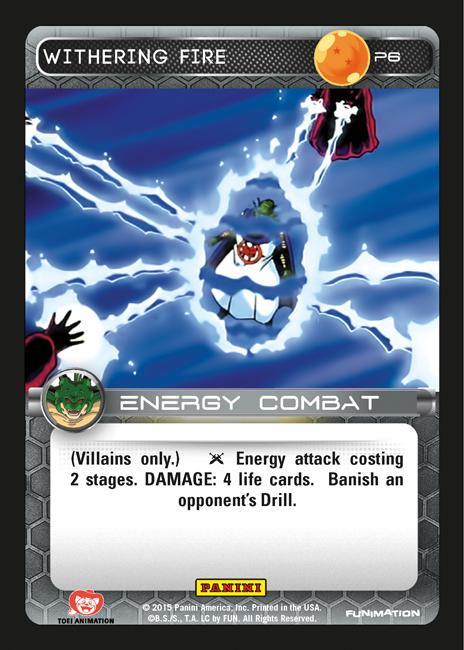 WITHERING FIRE
P6
ENERGY COMBAT
(Villains only.) Energy attack costing
2 stages. DAMAGE: 4 life cards. Banish an
opponent's Drill.
PANINI
TOEI ANIMATION
© 2015 Panini America, Inc. Printed in the USA.
©B.S./S., T.A. LC by FUN. All Rights Reserved.
FUNIMATION